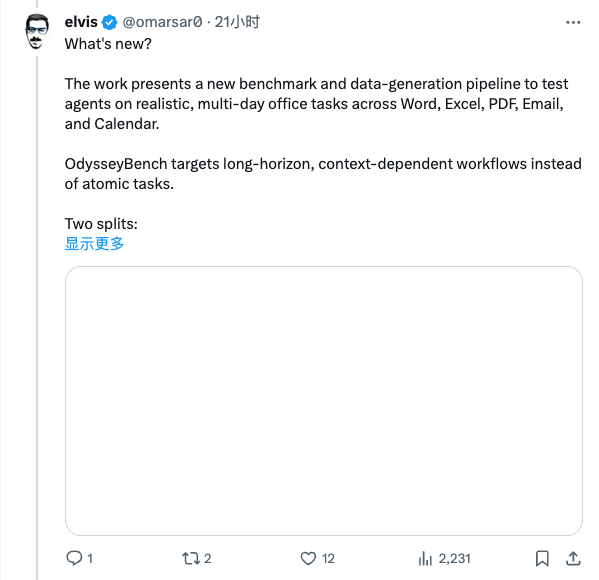 elvis @omarsar0 · 21小时
What's new?
The work presents a new benchmark and data-generation pipeline to test
agents on realistic, multi-day office tasks across Word, Excel, PDF, Email,
and Calendar.
OdysseyBench targets long-horizon, context-dependent workflows instead
of atomic tasks.
Two splits:
显示更多
1 2 12 2,231